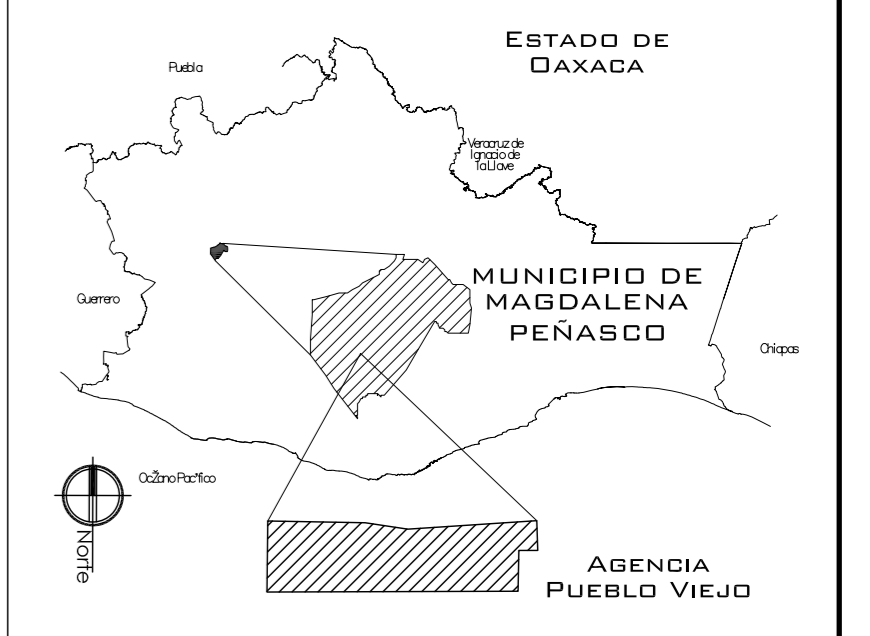 ESTADO DE
OAXACA
Puebla
Veracruz de
Ignacio de
la Llave
MUNICIPIO DE
MAGDALENA
PEÑASCO
Guerrero
Chiapas
OcŽano Pac"fico
Norte
AGENCIA
PUEBLO VIEJO